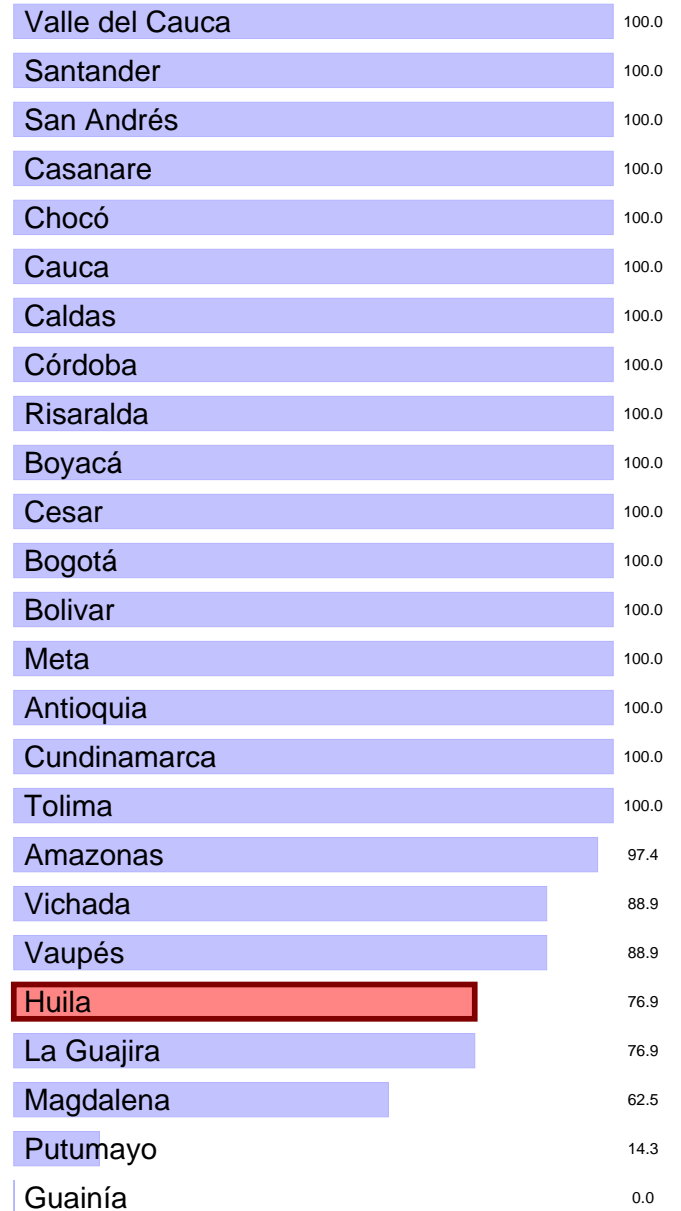 Valle del Cauca 100.0
Santander 100.0
San Andrés 100.0
Casanare 100.0
Chocó 100.0
Cauca 100.0
Caldas 100.0
Córdoba 100.0
Risaralda 100.0
Boyacá 100.0
Cesar 100.0
Bogotá 100.0
Bolivar 100.0
Meta 100.0
Antioquia 100.0
Cundinamarca 100.0
Tolima 100.0
Amazonas 97.4
Vichada 88.9
Vaupés 88.9
Huila 76.9
La Guajira 76.9
Magdalena 62.5
Putumayo 14.3
Guainía 0.0